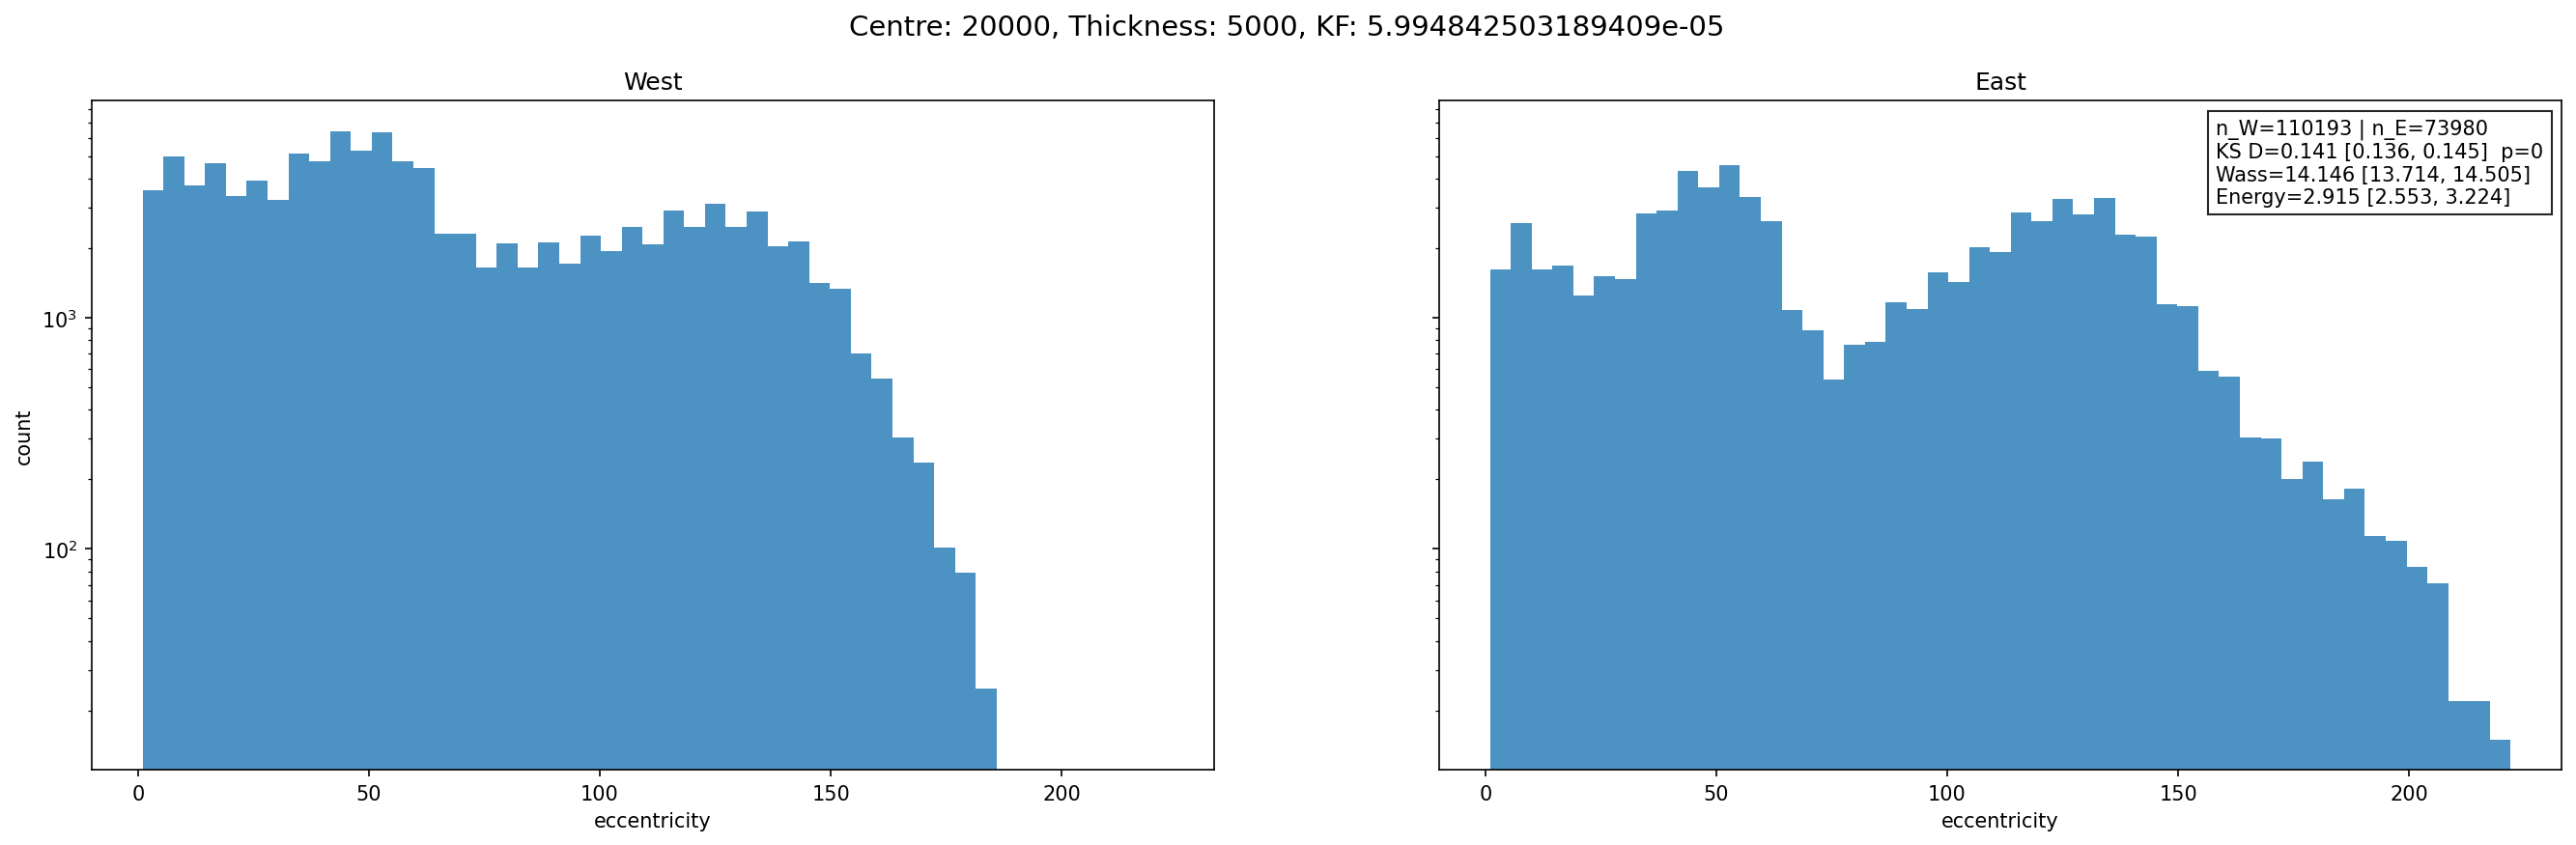 Centre: 20000, Thickness: 5000, KF: 5.994842503189409e-05
West
East
n_W=110193 | n_E=73980
KS D=0.141 [0.136, 0.145]  p=0
Wass=14.146 [13.714, 14.505]
Energy=2.915 [2.553, 3.224]
count
10³
10²
0 50 100 150 200
eccentricity
0 50 100 150 200
eccentricity